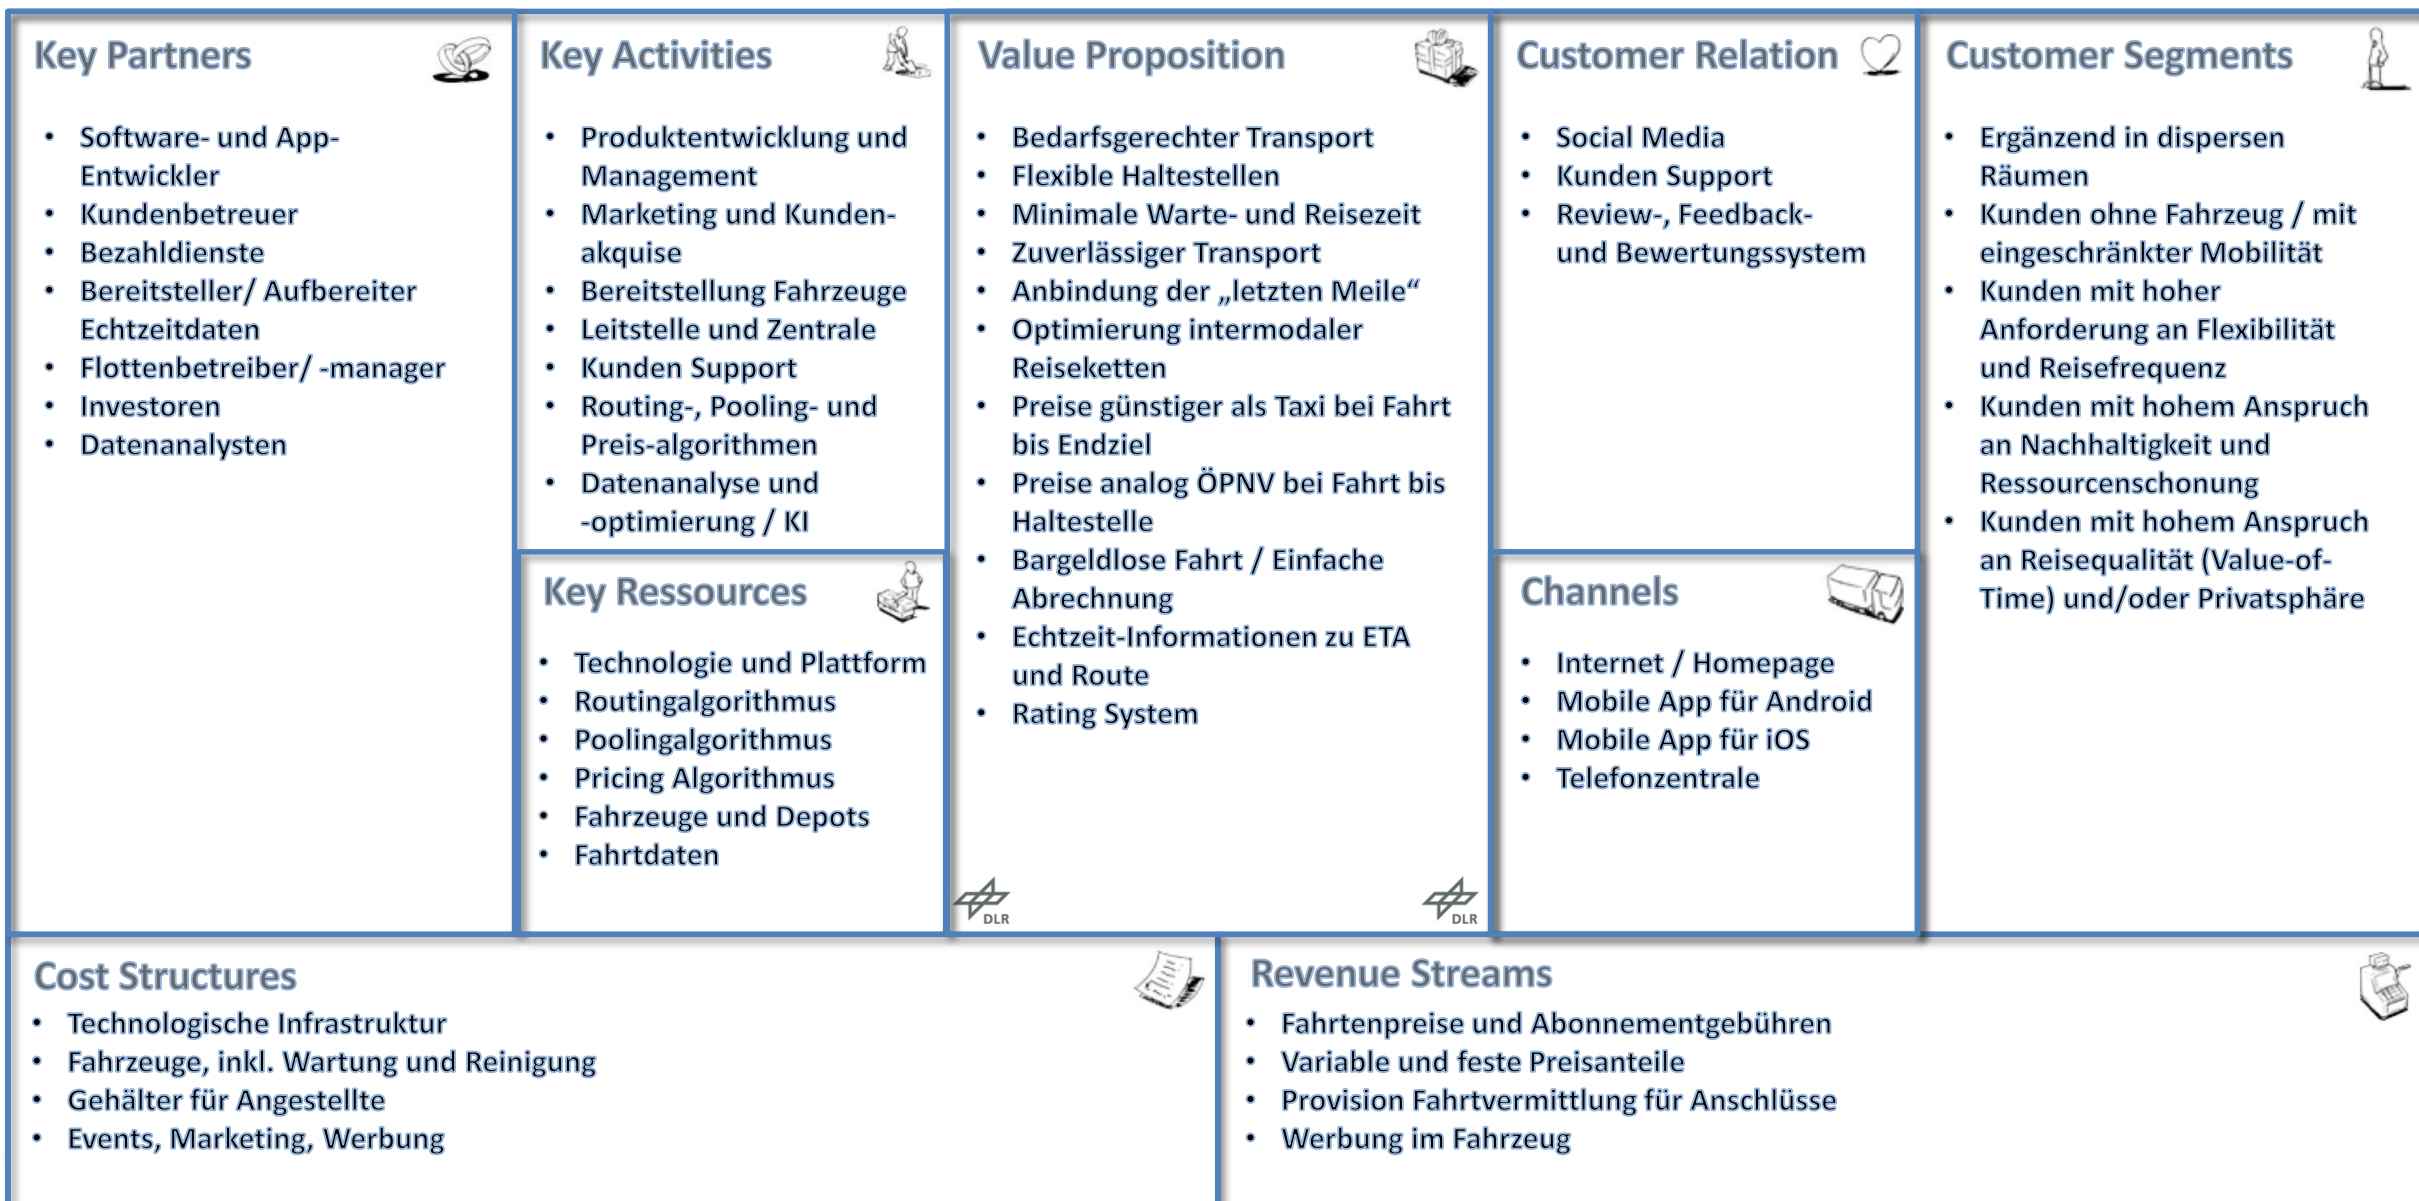 Key Partners
• Software- und App-
Entwickler
• Kundenbetreuer
• Bezahldienste
• Bereitsteller/ Aufbereiter
Echtzeitdaten
• Flottenbetreiber/ -manager
• Investoren
• Datenanalysten
Key Activities
• Produktentwicklung und
Management
• Marketing und Kunden-
akquise
• Bereitstellung Fahrzeuge
• Leitstelle und Zentrale
• Kunden Support
• Routing-, Pooling- und
Preis-algorithmen
• Datenanalyse und
-optimierung / KI
Key Ressources
• Technologie und Plattform
• Routingalgorithmus
• Poolingalgorithmus
• Pricing Algorithmus
• Fahrzeuge und Depots
• Fahrtdaten
Value Proposition
• Bedarfsgerechter Transport
• Flexible Haltestellen
• Minimale Warte- und Reisezeit
• Zuverlässiger Transport
• Anbindung der „letzten Meile“
• Optimierung intermodaler
Reiseketten
• Preise günstiger als Taxi bei Fahrt
bis Endziel
• Preise analog ÖPNV bei Fahrt bis
Haltestelle
• Bargeldlose Fahrt / Einfache
Abrechnung
• Echtzeit-Informationen zu ETA
und Route
• Rating System
DLR
DLR
Customer Relation
• Social Media
• Kunden Support
• Review-, Feedback-
und Bewertungssystem
Channels
• Internet / Homepage
• Mobile App für Android
• Mobile App für iOS
• Telefonzentrale
Customer Segments
• Ergänzend in dispersen
Räumen
• Kunden ohne Fahrzeug / mit
eingeschränkter Mobilität
• Kunden mit hoher
Anforderung an Flexibilität
und Reisefrequenz
• Kunden mit hohem Anspruch
an Nachhaltigkeit und
Ressourcenschonung
• Kunden mit hohem Anspruch
an Reisequalität (Value-of-
Time) und/oder Privatsphäre
Cost Structures
• Technologische Infrastruktur
• Fahrzeuge, inkl. Wartung und Reinigung
• Gehälter für Angestellte
• Events, Marketing, Werbung
Revenue Streams
• Fahrtenpreise und Abonnementgebühren
• Variable und feste Preisanteile
• Provision Fahrtvermittlung für Anschlüsse
• Werbung im Fahrzeug